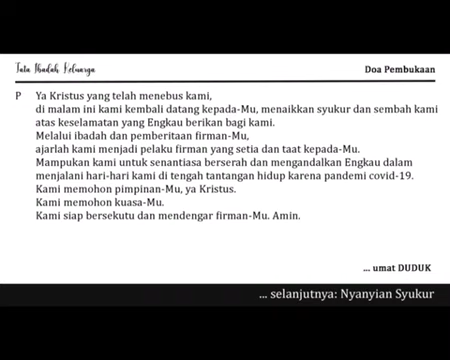 Tata Ibadah Keluarga
Doa Pembukaan
P Ya Kristus yang telah menebus kami,
di malam ini kami kembali datang kepada-Mu, menaikkan syukur dan sembah kami
atas keselamatan yang Engkau berikan bagi kami.
Melalui ibadah dan pemberitaan firman-Mu,
ajarlah kami menjadi pelaku firman yang setia dan taat kepada-Mu.
Mampukan kami untuk senantiasa berserah dan mengandalkan Engkau dalam
menjalani hari-hari kami di tengah tantangan hidup karena pandemi covid-19.
Kami memohon pimpinan-Mu, ya Kristus.
Kami memohon kuasa-Mu.
Kami siap bersekutu dan mendengar firman-Mu. Amin.
... umat DUDUK
... selanjutnya: Nyanyian Syukur